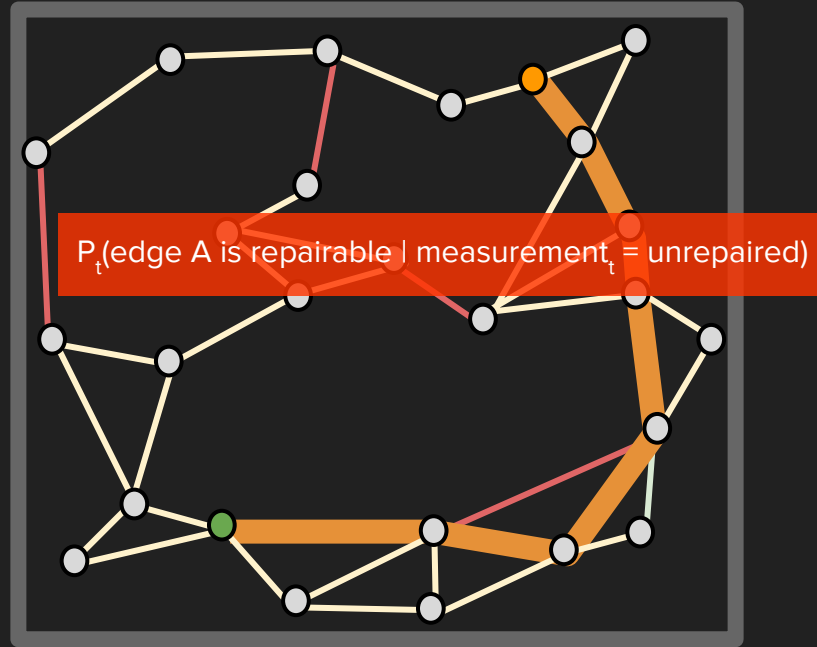 Pt(edge A is repairable | measurementt = unrepaired)